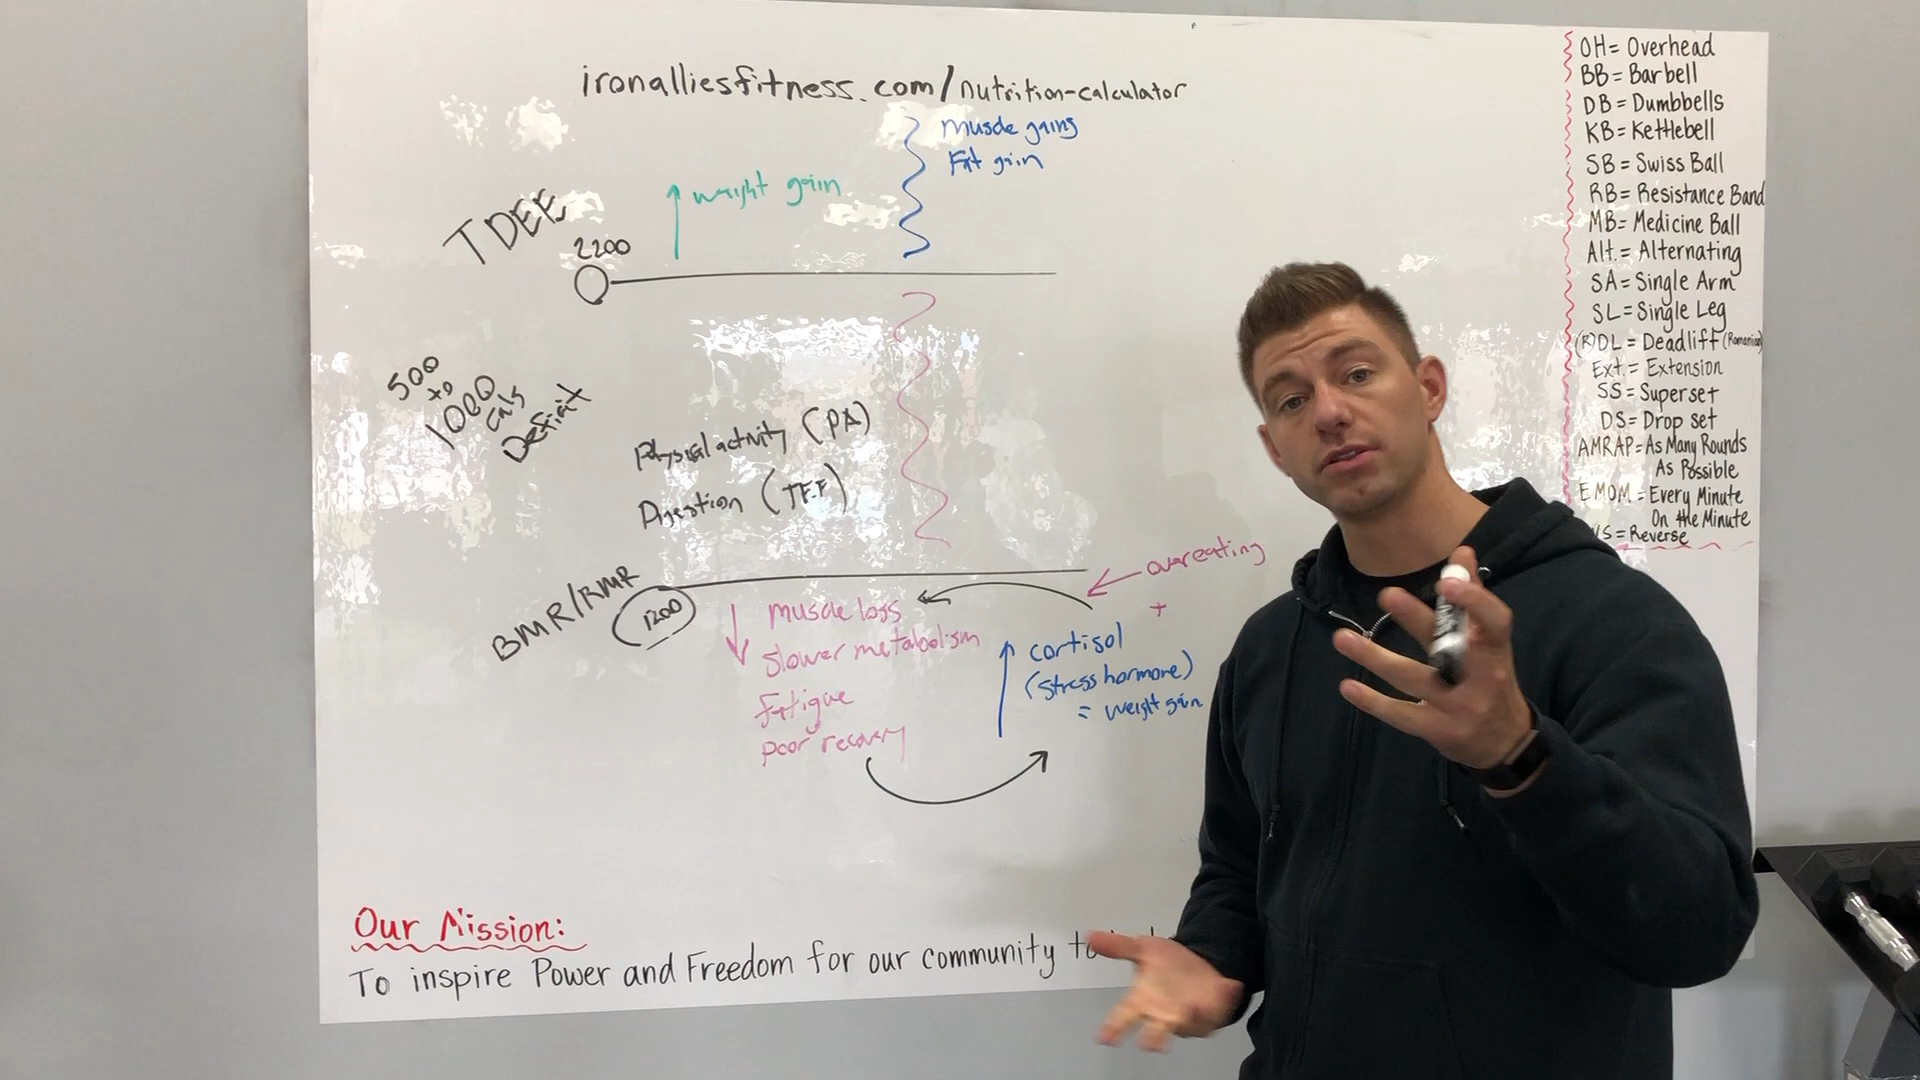 ironalliesfitness.com/nutrition-calculator
muscle gains
Fat gain
weight gain
TDEE
2200
500
to
1000
cals
Deficit
Physical activity (PA)
Digestion (TEF)
BMR/RMR
1200
muscle loss
slower metabolism
fatigue
poor recovery
overeating
+
cortisol
(stress hormone)
= weight gain
Our Mission:
To inspire Power and Freedom for our community to
OH= Overhead
BB= Barbell
DB= Dumbbells
KB= Kettlebell
SB= Swiss Ball
RB= Resistance Band
MB= Medicine Ball
Alt.= Alternating
SA= Single Arm
SL= Single Leg
(R)DL= Deadlift (Romanian)
Ext.= Extension
SS= Superset
DS= Drop set
AMRAP=As Many Rounds
As Possible
EMOM= Every Minute
On the Minute
= Reverse